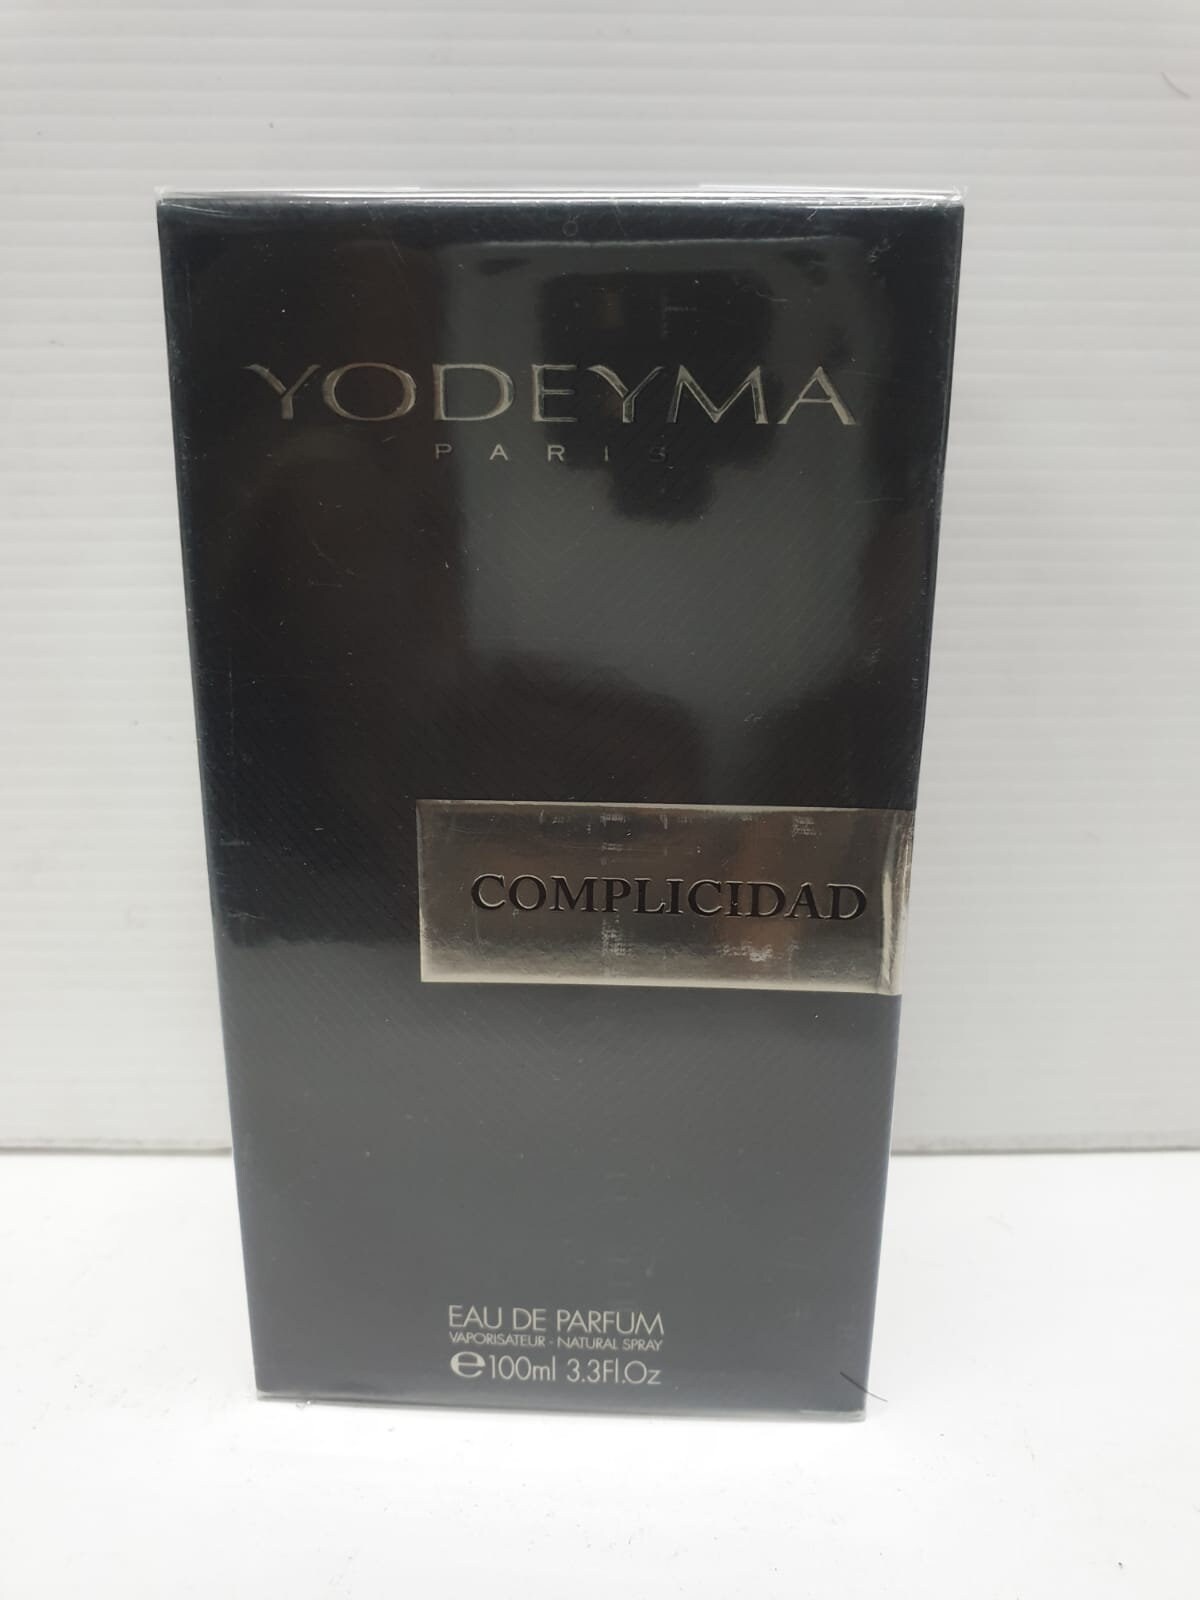 YODEYMA
PARIS
COMPLICIDAD
EAU DE PARFUM
VAPORISATEUR - NATURAL SPRAY
℮100ml 3.3Fl.Oz